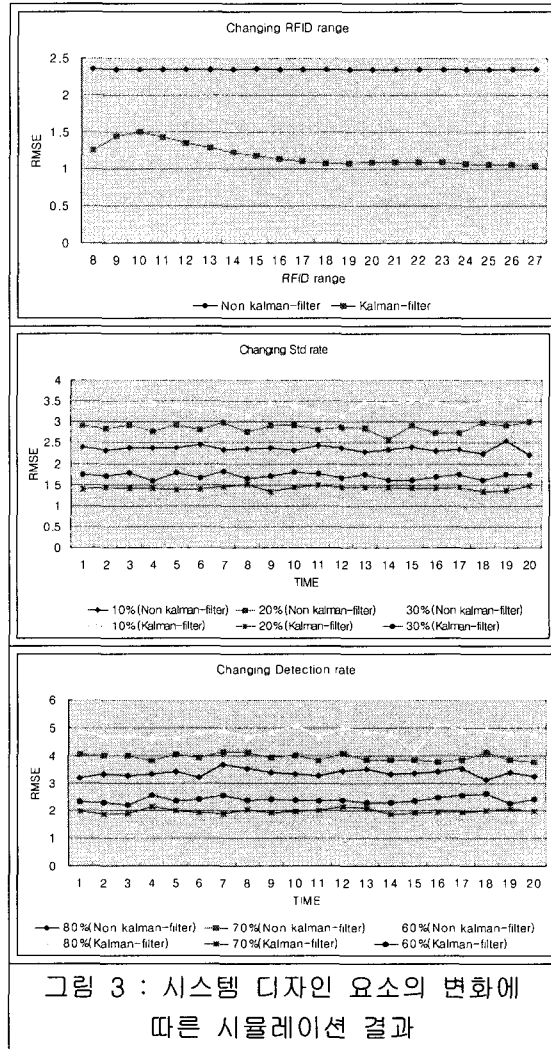 Changing RFID range
2.5
2
1.5
1
0.5
0
RMSE
8 9 10 11 12 13 14 15 16 17 18 19 20 21 22 23 24 25 26 27
RFID range
Non kalman-filter Kalman-filter
Changing Std rate
4
3.5
3
2.5
2
1.5
1
0.5
0
RMSE
1 2 3 4 5 6 7 8 9 10 11 12 13 14 15 16 17 18 19 20
TIME
10%(Non kalman-filter) 20%(Non kalman-filter) 30%(Non kalman-filter)
10%(Kalman-filter) 20%(Kalman-filter) 30%(Kalman-filter)
Changing Detection rate
6
5
4
3
2
1
0
RMSE
1 2 3 4 5 6 7 8 9 10 11 12 13 14 15 16 17 18 19 20
TIME
80%(Non kalman-filter) 70%(Non kalman-filter) 60%(Non kalman-filter)
80%(Kalman-filter) 70%(Kalman-filter) 60%(Kalman-filter)
그림 3 : 시스템 디자인 요소의 변화에
따른 시뮬레이션 결과